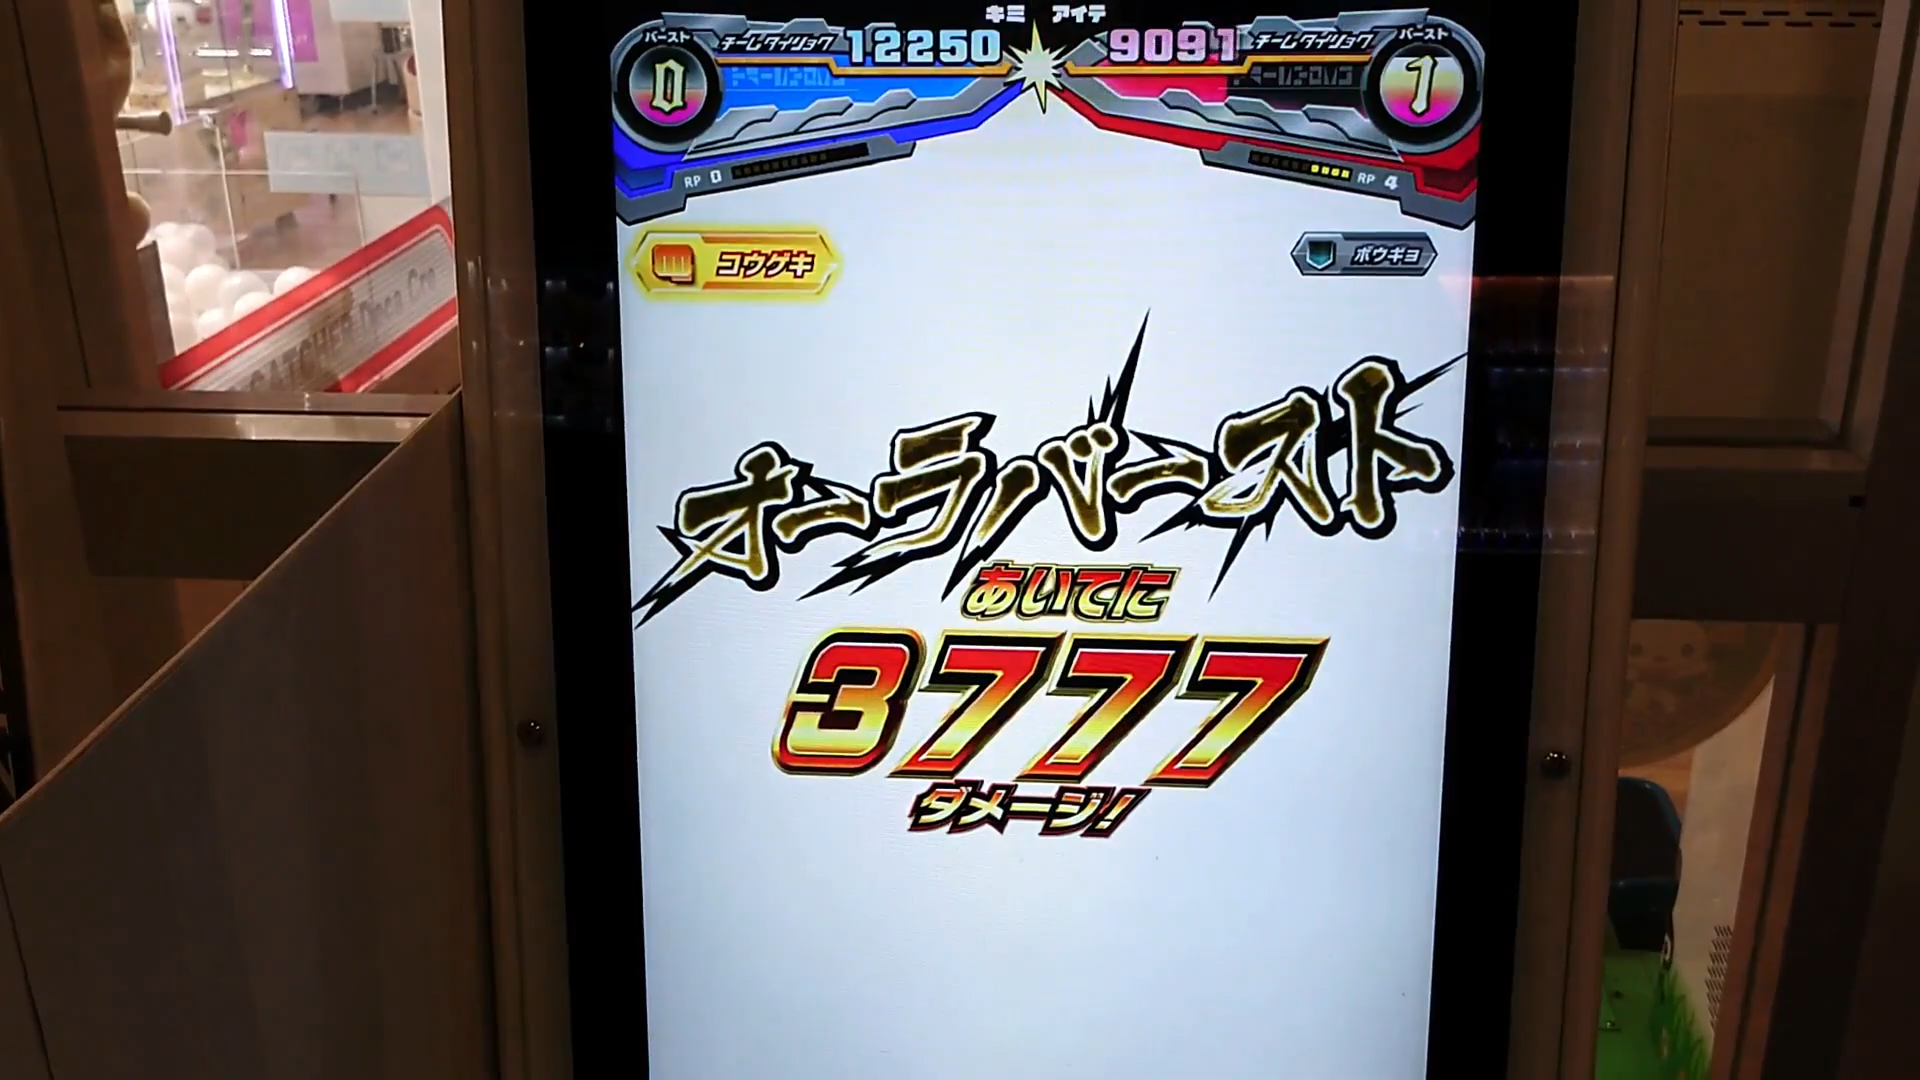 キミ アイテ
バースト チームタイリョク 12250 9091 チームタイリョク バースト
0 1
RP 0 RP 4
コウゲキ ボウギョ
オーラバースト
あいてに
3777
ダメージ!
CATCHER